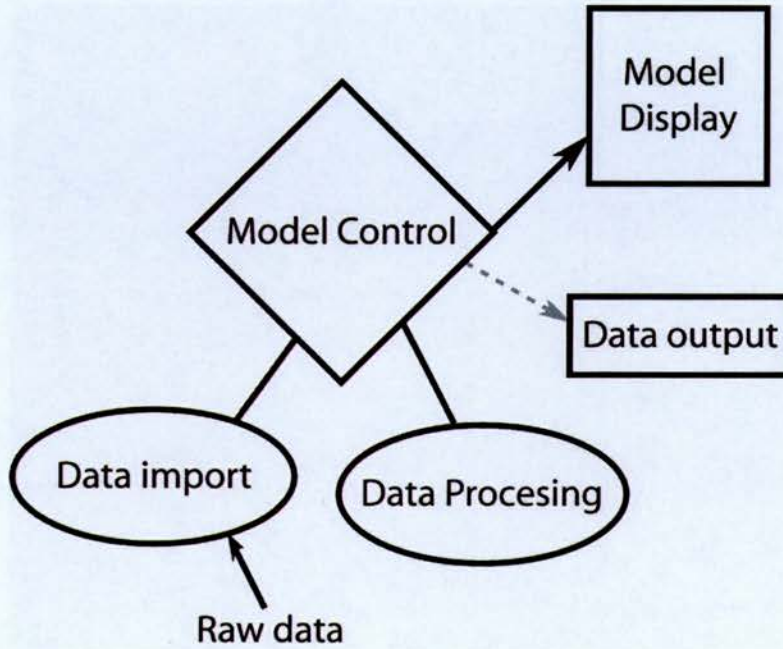 Model
Display
Model Control
Data output
Data import
Data Procesing
Raw data